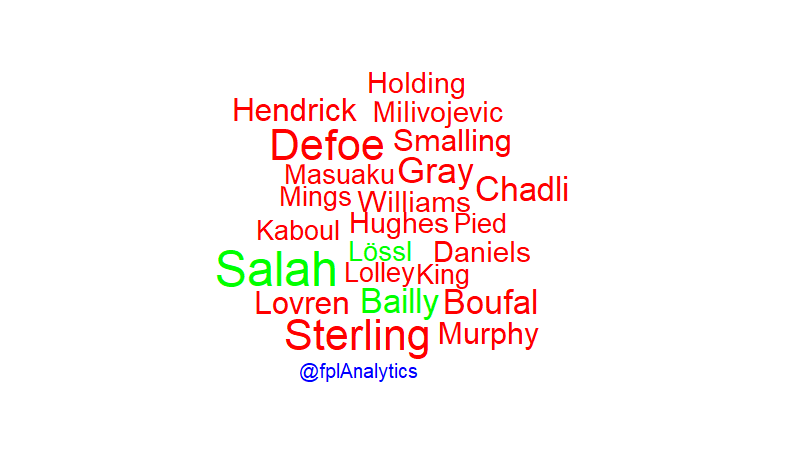 Holding
Hendrick Milivojevic
Defoe Smalling
Masuaku Gray Chadli
Mings Williams
Kaboul Hughes Pied
Lössl Daniels
Salah Lolley King
Lovren Bailly Boufal
Sterling Murphy
@fplAnalytics